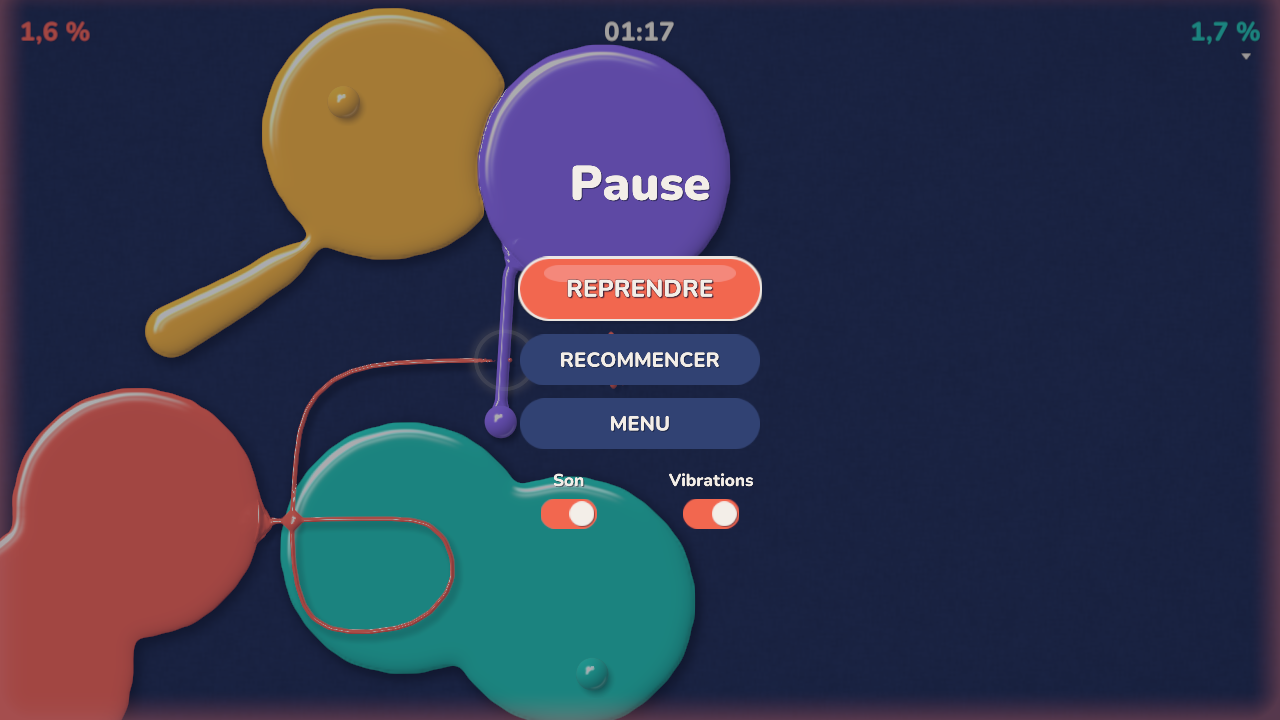 1,6 %
01:17
1,7 %
Pause
REPRENDRE
RECOMMENCER
MENU
Son
Vibrations